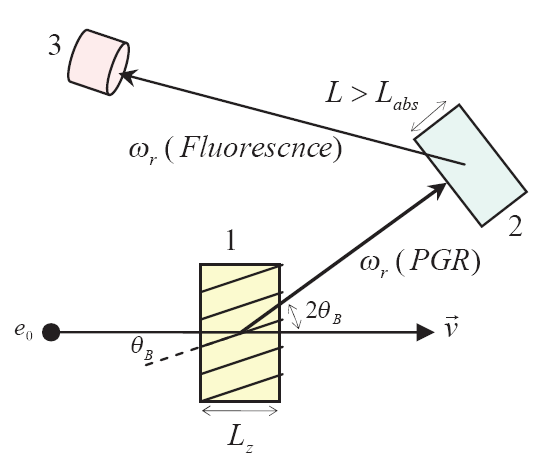 3
L > L_abs
ω_r ( Fluorescnce)
2
1
ω_r (PGR)
2θ_B
e_0
v⃗
θ_B
L_z